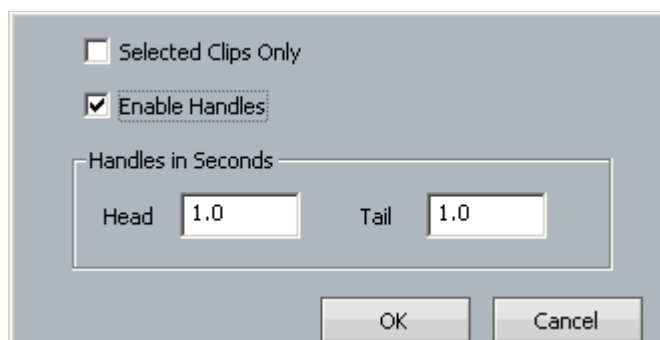 Selected Clips Only
Enable Handles
Handles in Seconds
Head 1.0 Tail 1.0
OK Cancel